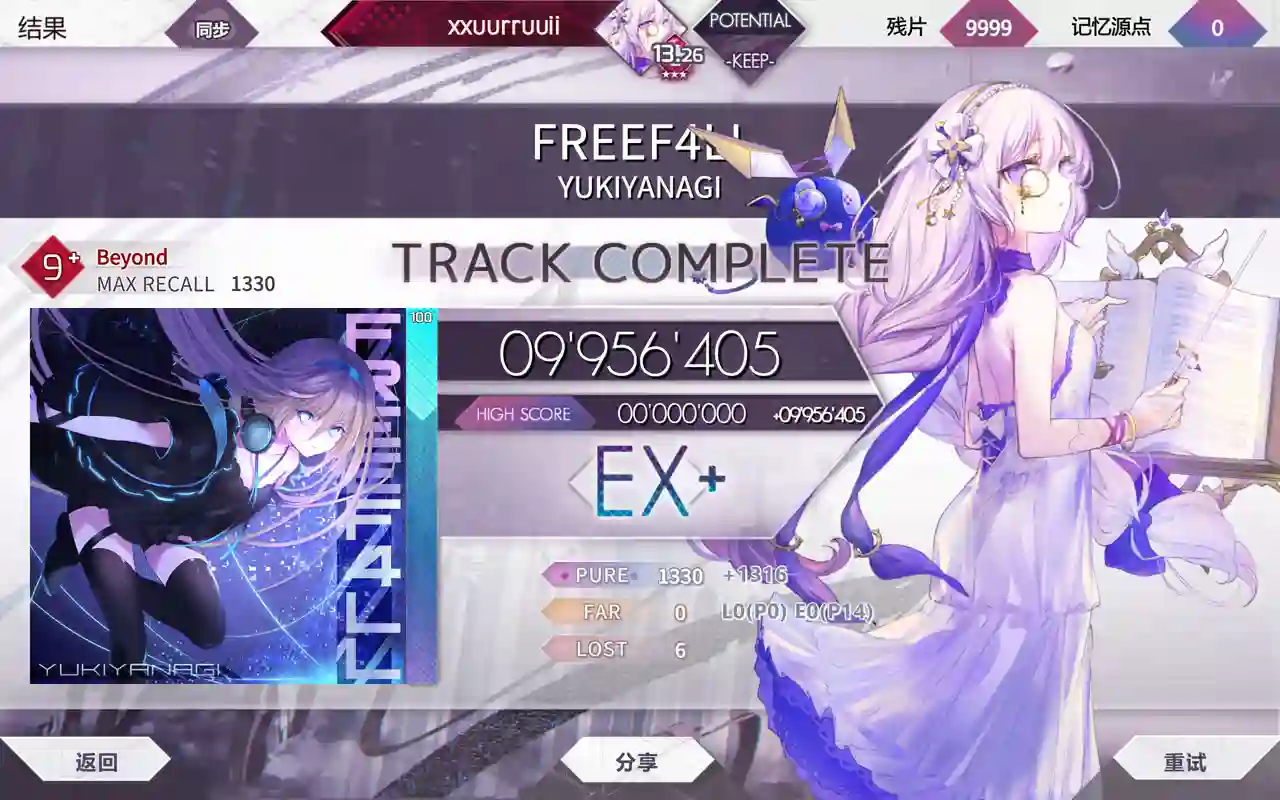 结果
同步
xxuurruuii
13.26
POTENTIAL
-KEEP-
残片
9999
记忆源点
0
FREEF4LL
YUKIYANAGI
9+
Beyond
MAX RECALL 1330
TRACK COMPLETE
FREEF4LL
YUKIYANAGI
100
09'956'405
HIGH SCORE 00'000'000 +09'956'405
EX+
PURE 1330 +1316
FAR 0 L0(P0) E0(P14)
LOST 6
返回
分享
重试